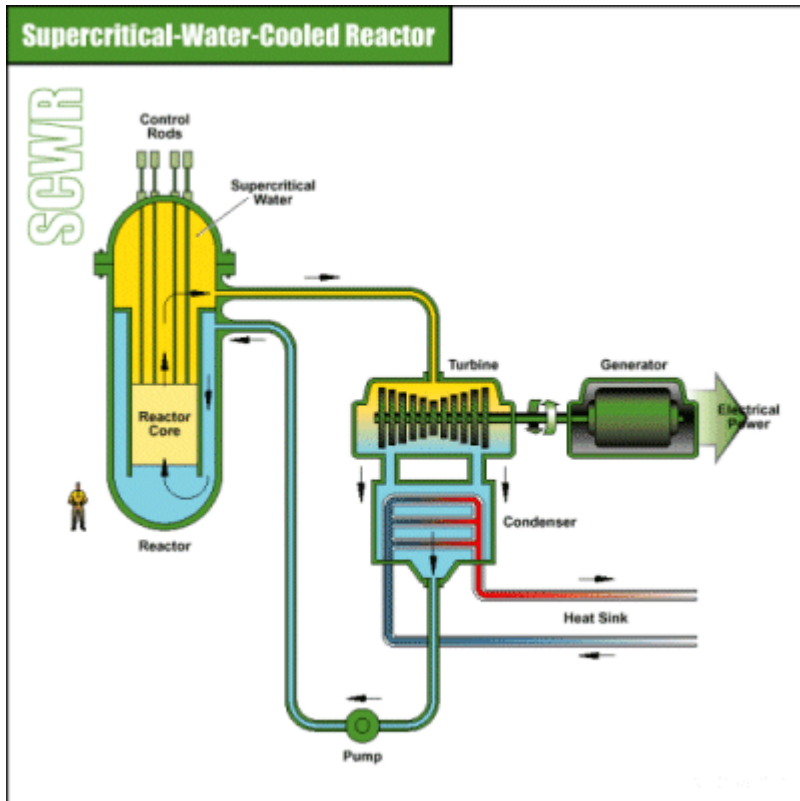 Supercritical-Water-Cooled Reactor
SCWR
Control
Rods
Supercritical
Water
Turbine
Generator
Electrical
Power
Reactor
Core
Condenser
Reactor
Heat Sink
Pump